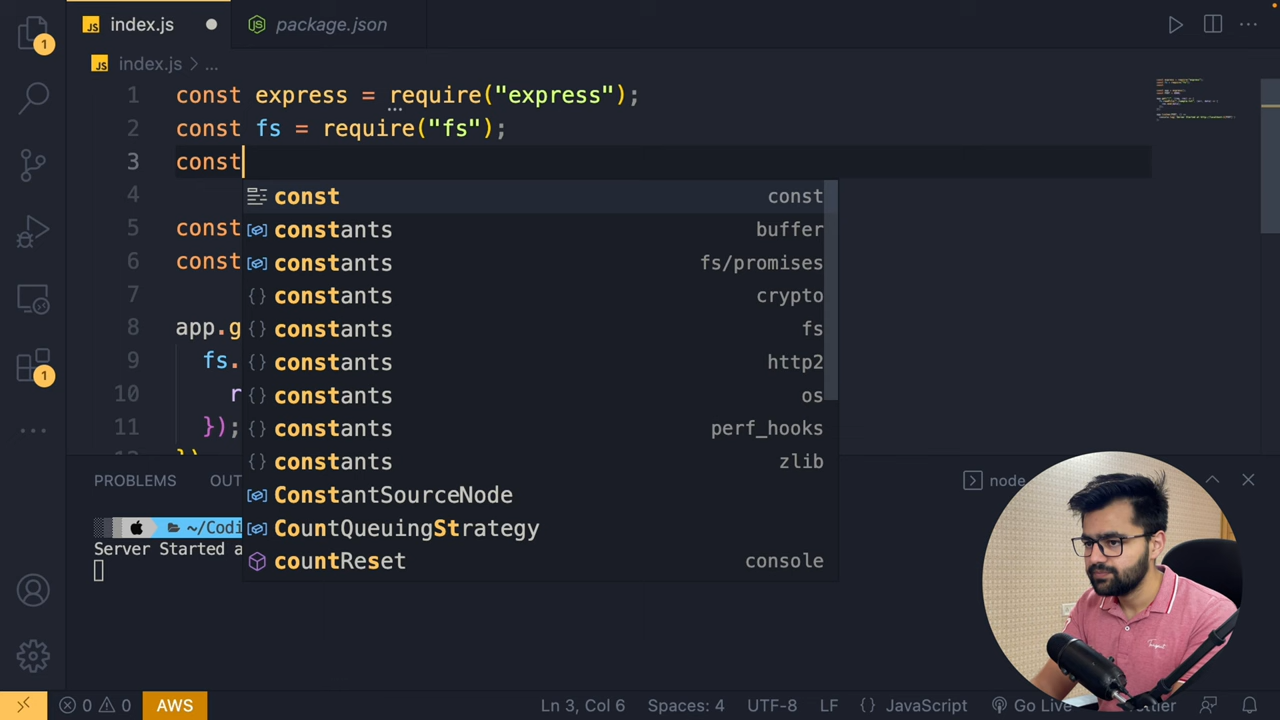 index.js
package.json
index.js > ...
1 const express = require("express");
2 const fs = require("fs");
3 const
4
5 const
6 const
7
8 app.g
9 fs.
10 r
11 });
const const
constants buffer
constants fs/promises
constants crypto
constants fs
constants http2
constants os
constants perf_hooks
constants zlib
ConstantSourceNode
CountQueuingStrategy
countReset console
PROBLEMS OUT
node
~/Codi
Server Started a
1
1
0 0 AWS Ln 3, Col 6 Spaces: 4 UTF-8 LF {} JavaScript Go Live